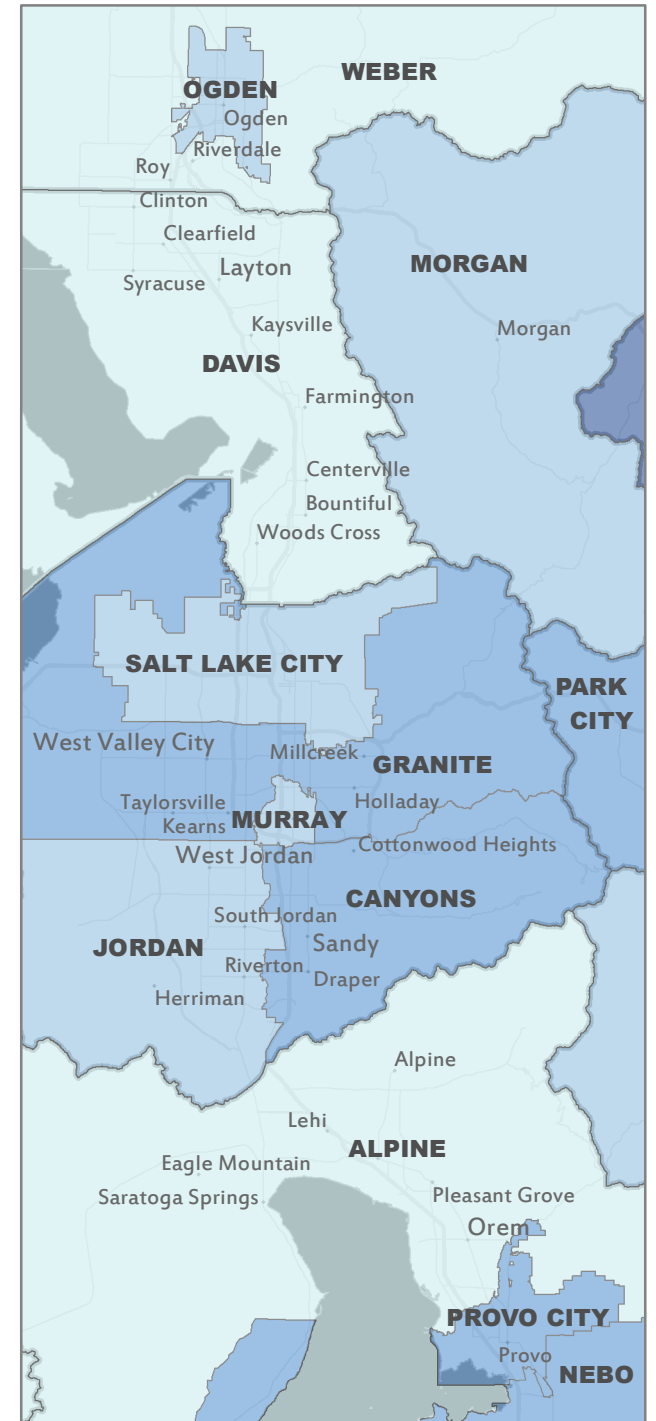 WEBER
OGDEN
Ogden
Riverdale
Roy
Clinton
Clearfield
MORGAN
Layton
Syracuse
Kaysville
Morgan
DAVIS
Farmington
Centerville
Bountiful
Woods Cross
SALT LAKE CITY
PARK
CITY
West Valley City
Millcreek
GRANITE
Taylorsville
Holladay
Kearns
MURRAY
West Jordan
Cottonwood Heights
CANYONS
South Jordan
Sandy
JORDAN
Riverton
Draper
Herriman
Alpine
Lehi
ALPINE
Eagle Mountain
Saratoga Springs
Pleasant Grove
Orem
PROVO CITY
Provo
NEBO